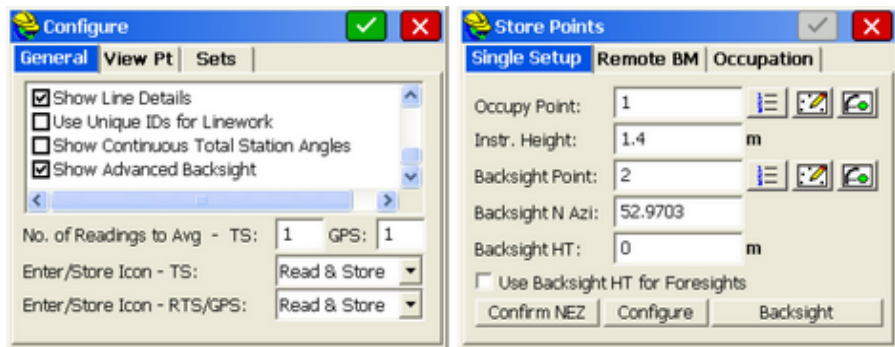 Configure
General View Pt Sets
Show Line Details
Use Unique IDs for Linework
Show Continuous Total Station Angles
Show Advanced Backsight
No. of Readings to Avg - TS: 1 GPS: 1
Enter/Store Icon - TS: Read & Store
Enter/Store Icon - RTS/GPS: Read & Store
Store Points
Single Setup Remote BM Occupation
Occupy Point: 1
Instr. Height: 1.4 m
Backsight Point: 2
Backsight N Azi: 52.9703
Backsight HT: 0 m
Use Backsight HT for Foresights
Confirm NEZ Configure Backsight